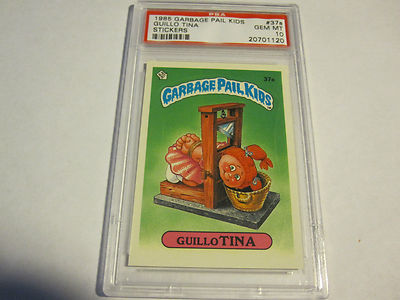 PSA
1985 GARBAGE PAIL KIDS #37a
GUILLO TINA GEM MT
STICKERS 10
20701120
37a
GARBAGE PAIL KIDS
GUILLOTINA